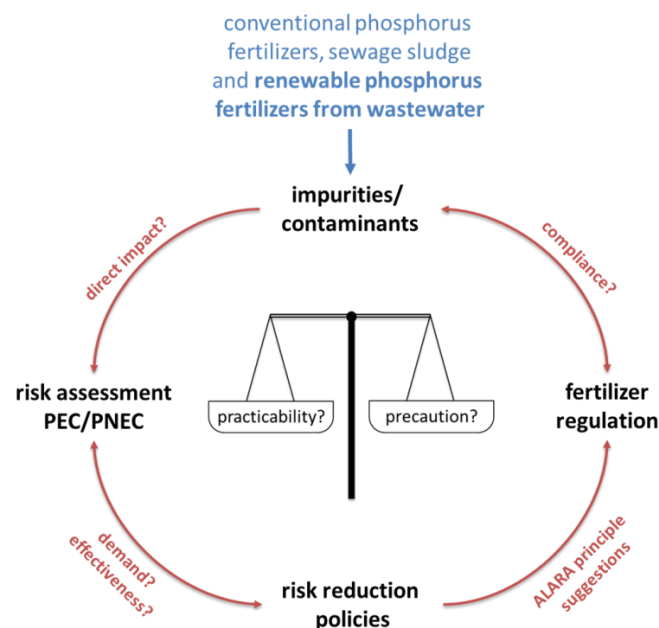 conventional phosphorus
fertilizers, sewage sludge
and renewable phosphorus
fertilizers from wastewater
impurities/
contaminants
direct impact?
compliance?
risk assessment
PEC/PNEC
practicability?
precaution?
fertilizer
regulation
demand?
effectiveness?
risk reduction
policies
ALARA principle
suggestions